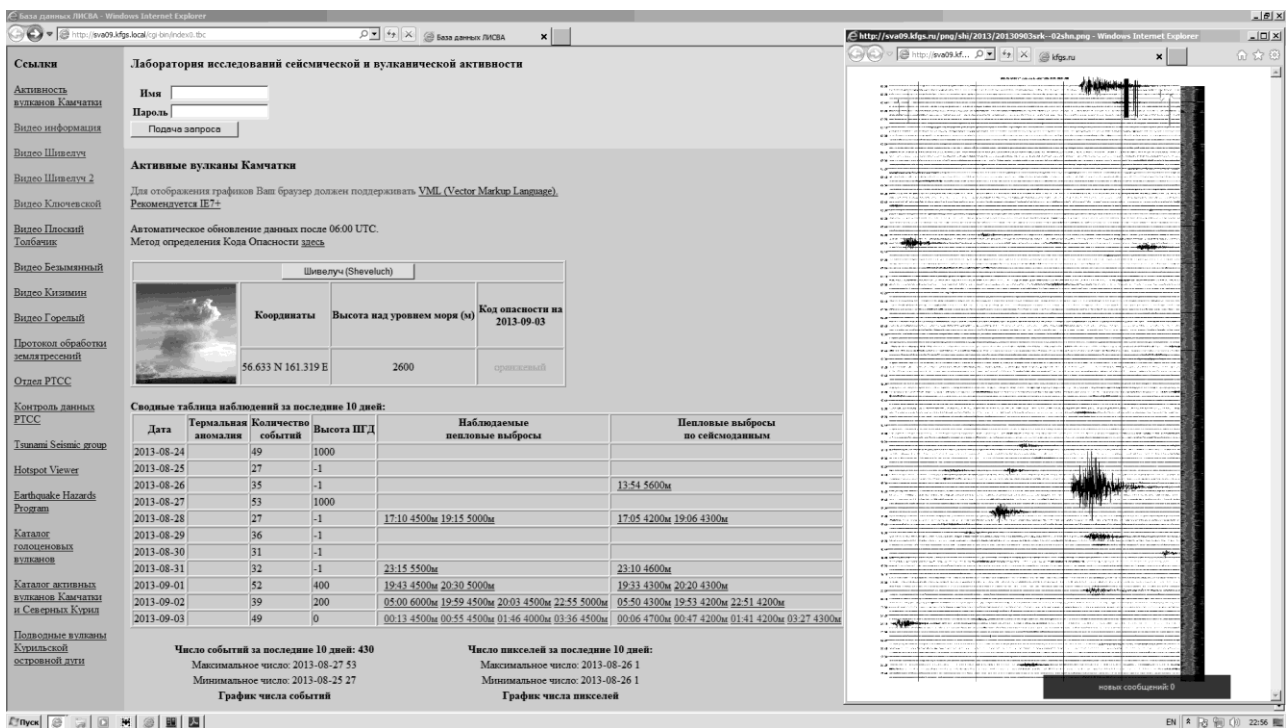 База данных ЛИСВА - Windows Internet Explorer
http://sva09.kfgs.local/cgi-bin/index0.tbc
База данных ЛИСВА
Ссылки
Активность
вулканов Камчатки
Видео информация
Видео Шивелуч
Видео Шивелуч 2
Видео Ключевской
Видео Плоский
Толбачик
Видео Безымянный
Видео Кизимен
Видео Горелый
Протокол обработки
землятресений
Отдел РТСС
Контроль данных
РТСС
Tsunami Seismic group
Hotspot Viewer
Earthquake Hazards
Program
Каталог
голоценовых
вулканов
Каталог активных
вулканов Камчатки
и Северных Курил
Подводные вулканы
Курильской
островной дуги
Лаборатория исследований сейсмической и вулканической активности
Имя
Пароль
Подача запроса
Активные вулканы Камчатки
Для отображения графиков Ваш браузер должен поддерживать VML (Vector Markup Language).
Рекомендуется IE7+
Автоматическое обновление данных после 06:00 UTC.
Метод определения Кода Опасности здесь
Шивелуч (Sheveluch)
над уровнем моря
Код опасности на
2013-09-03
2600
оранжевый
Сводные таблица наблюдений за последние 10 дней:
Дата
аномалия
событий
Высота ППД
пепловые выбросы
Пепловые выбросы
по сейсмоданным
2013-08-24 49 1600
2013-08-25 27 -1
2013-08-26 35 13:54 5600м
2013-08-27 53 1100
2013-08-28 27 -1 17:10 4500м 19:15 5000м 17:05 4200м 19:06 4300м
2013-08-29 36 -1
2013-08-30 31 -1
2013-08-31 23:13 5500м 23:10 4600м
2013-09-01 52 400 19:43 4500м 20:30 5000м 19:33 4300м 20:20 4300м
2013-09-02 39 200 05:00 6000м 19:59 4500м 20:03 4500м 22:55 5000м 05:50 4300м 19:53 4200м 22:51 4200м
2013-09-03 49 0 00:13 4500м 00:55 4500м 01:46 4000м 03:36 4500м 00:06 4700м 00:47 4200м 01:41 4200м 03:27 4300м
Число событий за последние 10 дней: 430
Максимальное число: 2013-08-27 53
Минимальное число: 2013-08-28 27
График числа событий
Число пикселей за последние 10 дней:
Максимальное число: 2013-08-26 1
Минимальное число: 2013-08-26 1
График числа пикселей
http://sva09.kfgs.ru/png/shi/2013/20130903srk--02shn.png - Windows Internet Explorer
http://sva09.kf...
kfgs.ru
новых сообщений: 0
Пуск
EN
22:56